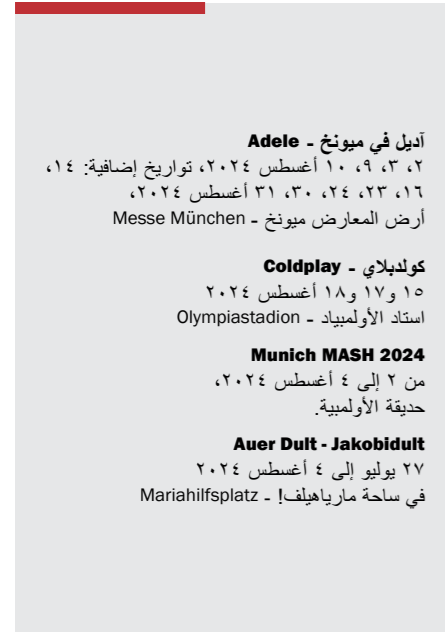 آديل في ميونخ - Adele
٢، ٣، ٩، ١٠ أغسطس ٢٠٢٤، تواريخ إضافية: ١٤،
١٦، ٢٣، ٢٤، ٣٠، ٣١ أغسطس ٢٠٢٤،
أرض المعارض ميونخ - Messe München
كولدبلاي - Coldplay
١٥ و١٧ و١٨ أغسطس ٢٠٢٤
استاد الأولمبياد - Olympiastadion
Munich MASH 2024
من ٢ إلى ٤ أغسطس ٢٠٢٤،
حديقة الأولمبية.
Auer Dult - Jakobidult
٢٧ يوليو إلى ٤ أغسطس ٢٠٢٤
في ساحة مارياهيلف! - Mariahilfsplatz